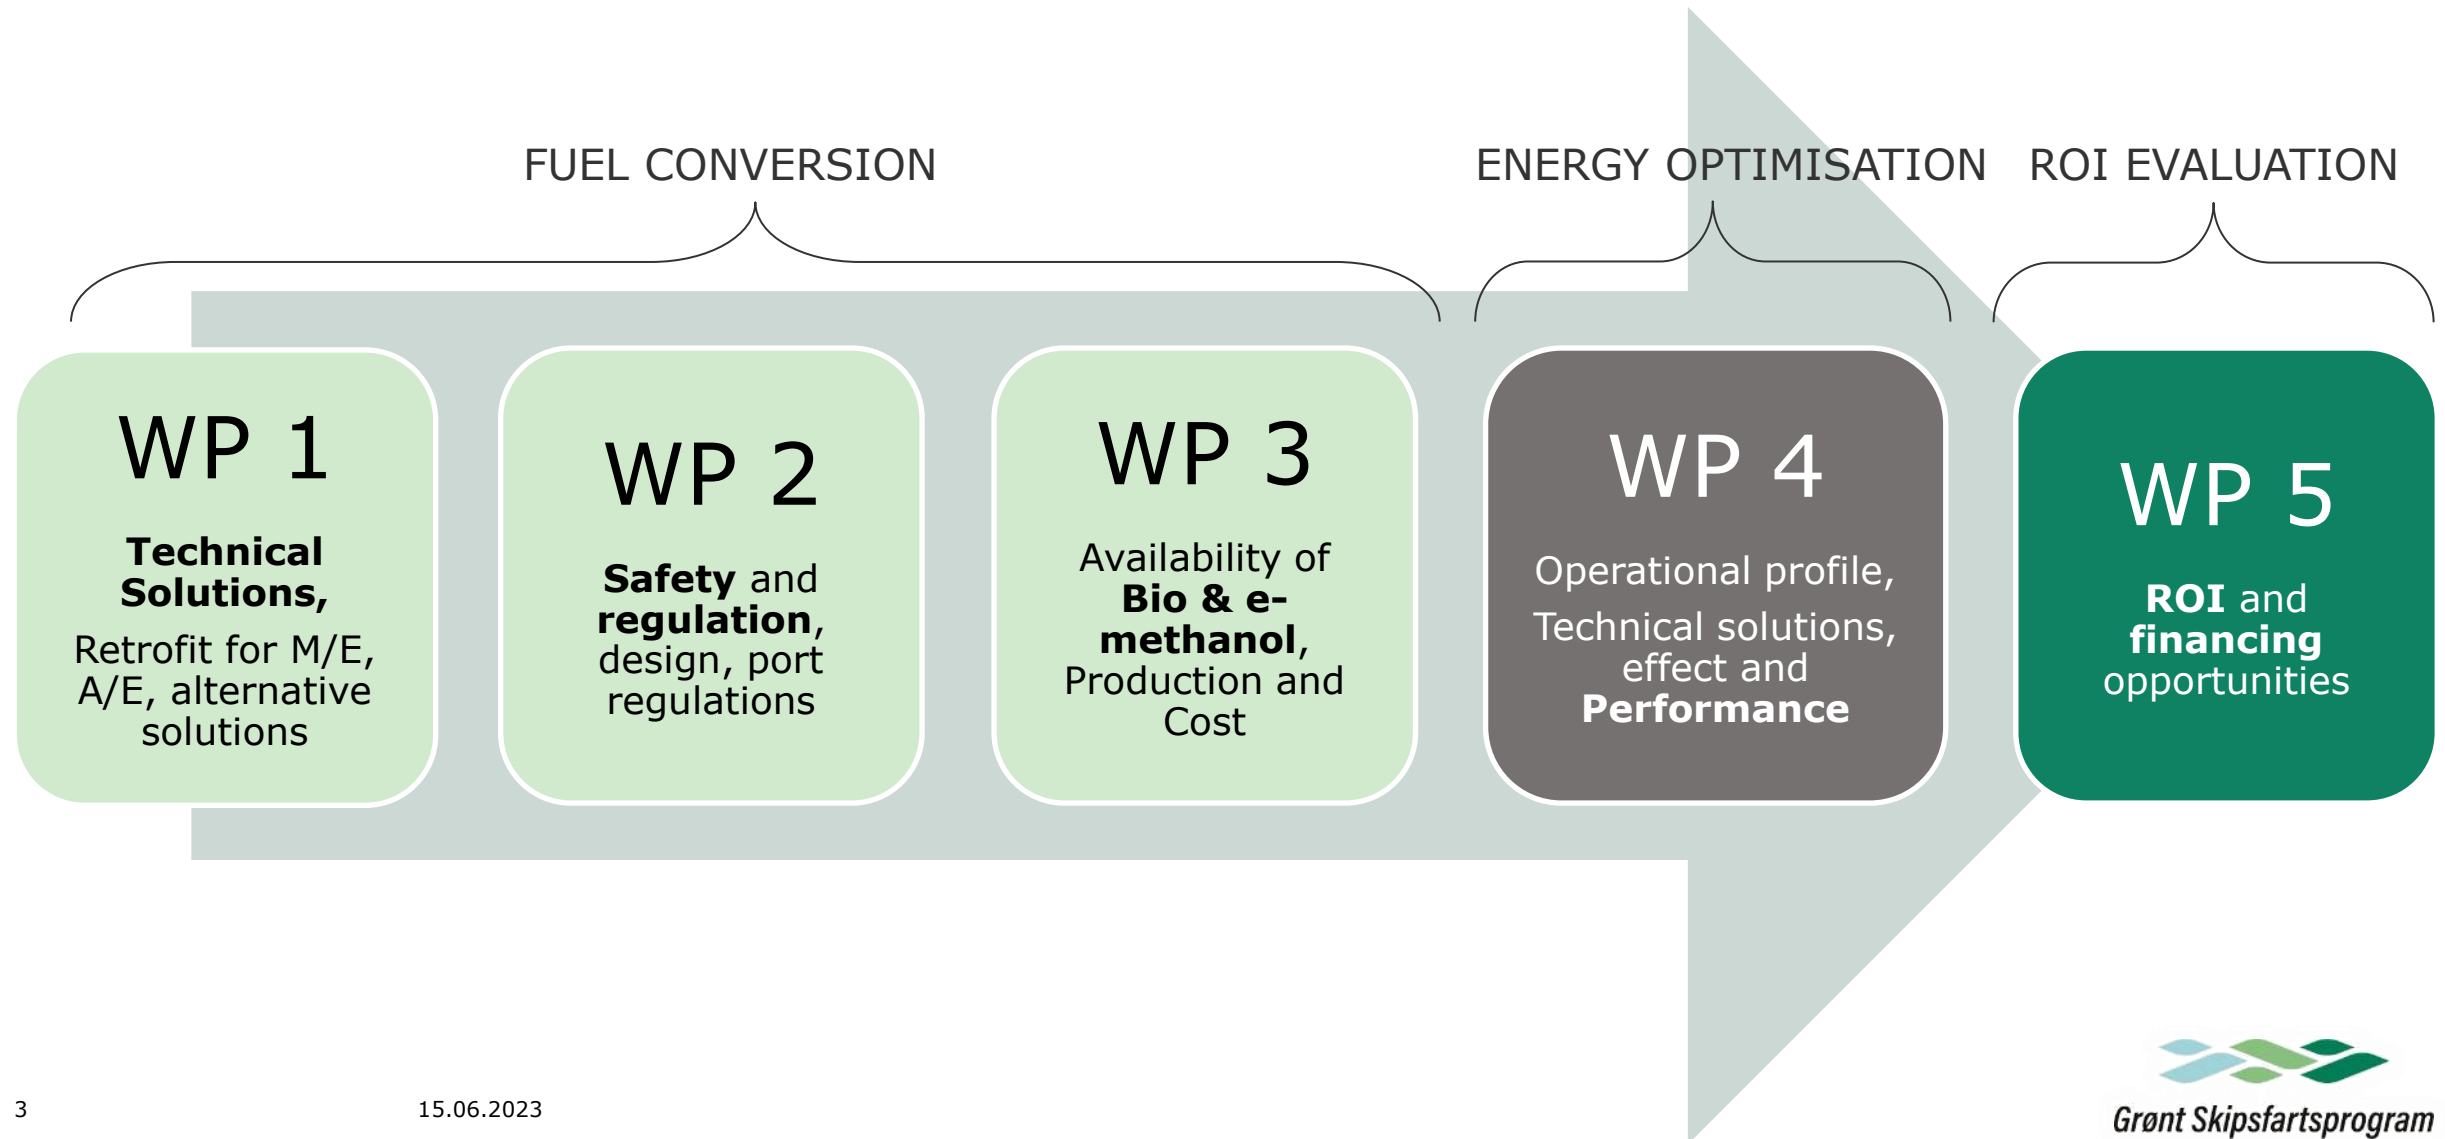 FUEL CONVERSION
ENERGY OPTIMISATION
ROI EVALUATION
WP 1
Technical
Solutions,
Retrofit for M/E,
A/E, alternative
solutions
WP 2
Safety and
regulation,
design, port
regulations
WP 3
Availability of
Bio & e-
methanol,
Production and
Cost
WP 4
Operational profile,
Technical solutions,
effect and
Performance
WP 5
ROI and
financing
opportunities
3
15.06.2023
Grønt Skipsfartsprogram